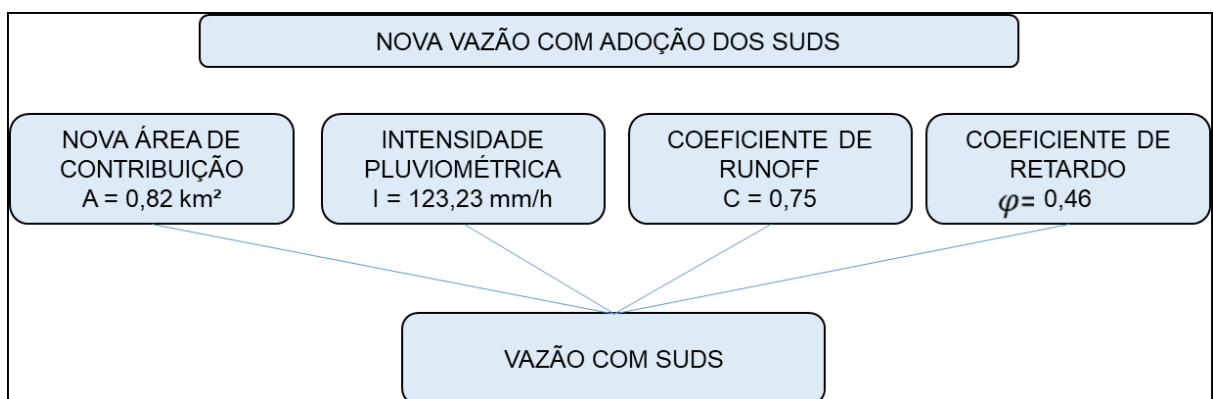 NOVA VAZÃO COM ADOÇÃO DOS SUDS
NOVA ÁREA DE
CONTRIBUIÇÃO
A = 0,82 km²
INTENSIDADE
PLUVIOMÉTRICA
I = 123,23 mm/h
COEFICIENTE DE
RUNOFF
C = 0,75
COEFICIENTE DE
RETARDO
φ= 0,46
VAZÃO COM SUDS